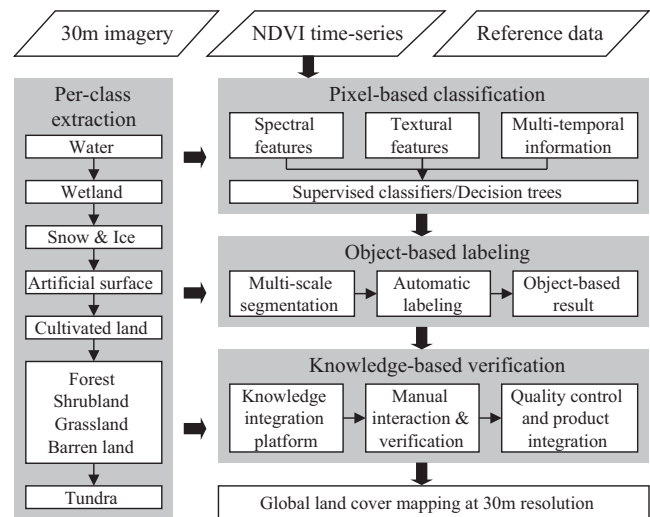 30m imagery
NDVI time-series
Reference data
Per-class
extraction
Water
Wetland
Snow & Ice
Artificial surface
Cultivated land
Forest
Shrubland
Grassland
Barren land
Tundra
Pixel-based classification
Spectral
features
Textural
features
Multi-temporal
information
Supervised classifiers/Decision trees
Object-based labeling
Multi-scale
segmentation
Automatic
labeling
Object-based
result
Knowledge-based verification
Knowledge
integration
platform
Manual
interaction &
verification
Quality control
and product
integration
Global land cover mapping at 30m resolution